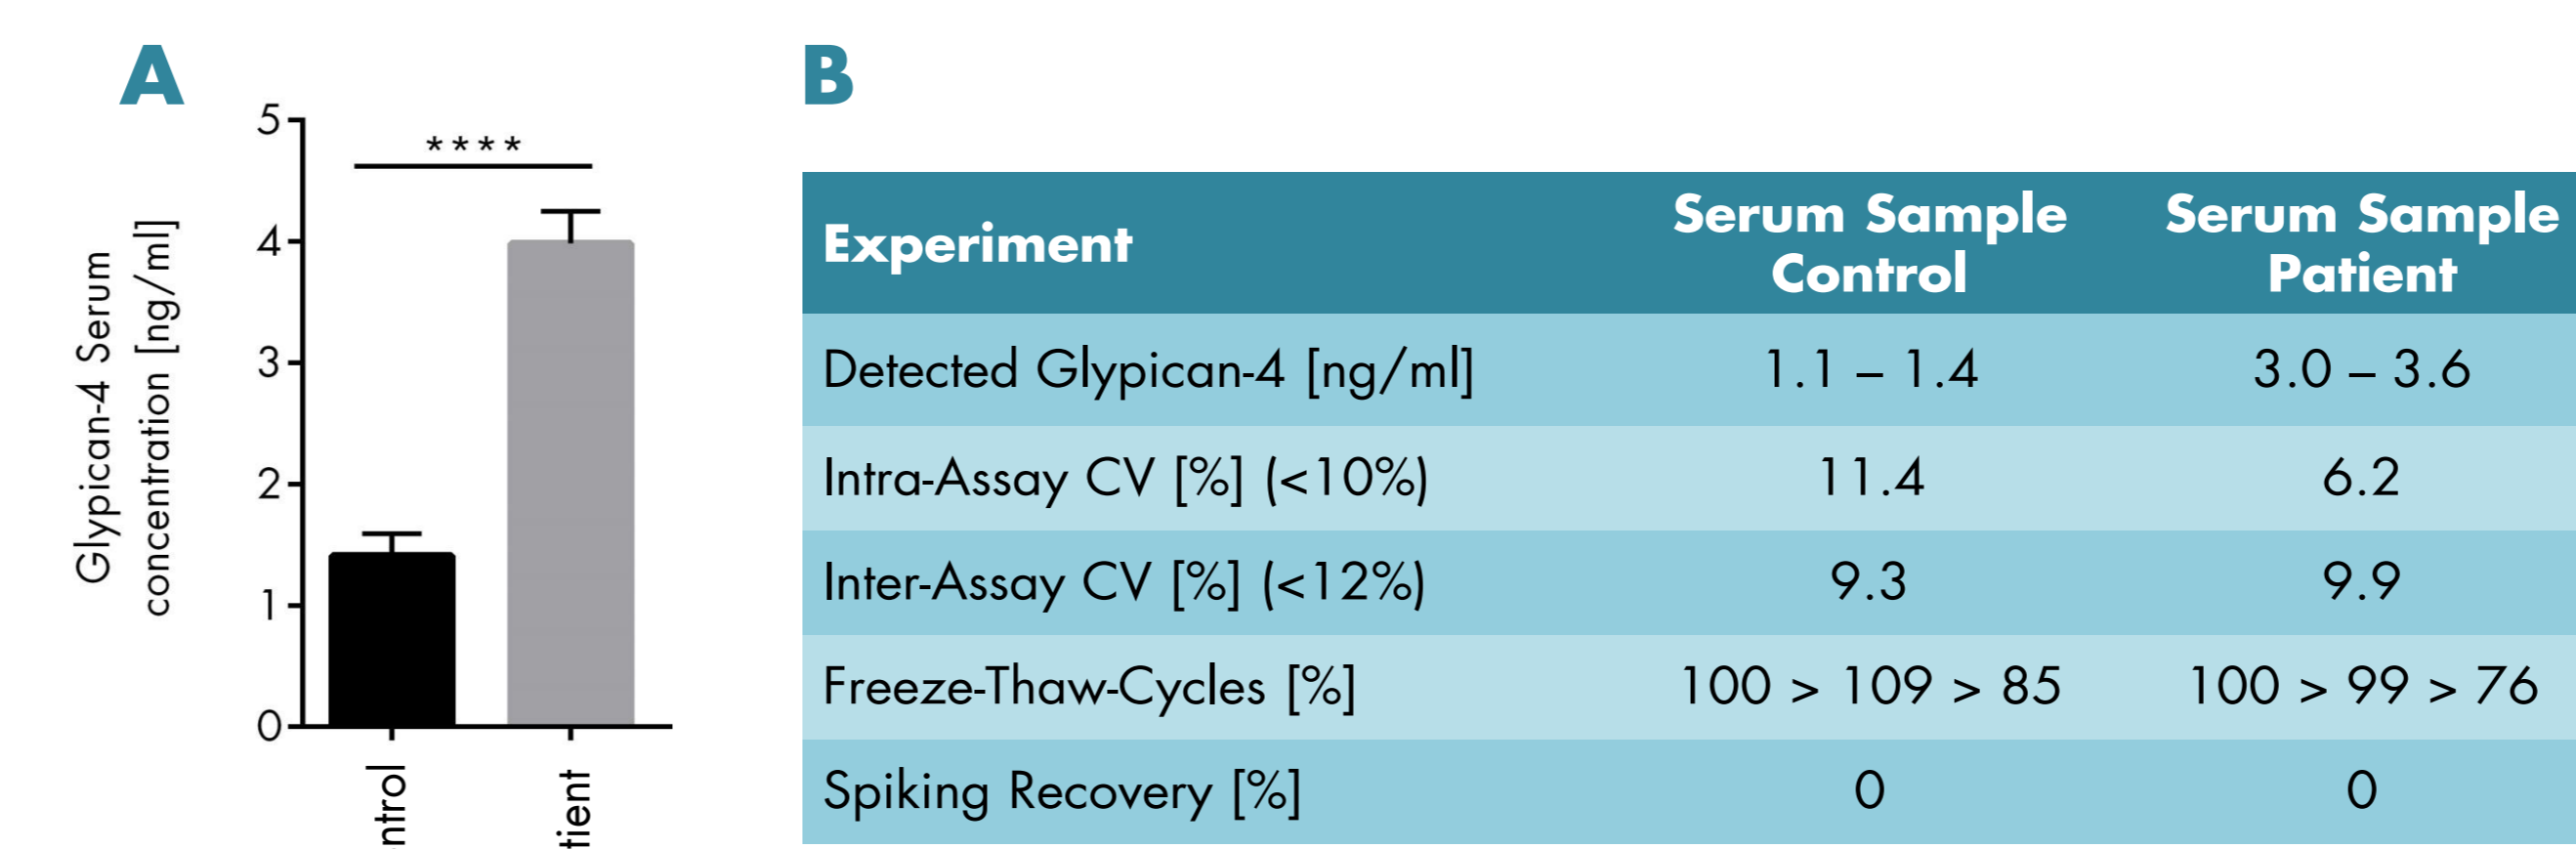 A
5
4
3
2
1
0
Glypican-4 Serum
concentration [ng/ml]
****
ntrol
tient
B
Experiment Serum Sample Control Serum Sample Patient
Detected Glypican-4 [ng/ml] 1.1 – 1.4 3.0 – 3.6
Intra-Assay CV [%] (<10%) 11.4 6.2
Inter-Assay CV [%] (<12%) 9.3 9.9
Freeze-Thaw-Cycles [%] 100 > 109 > 85 100 > 99 > 76
Spiking Recovery [%] 0 0